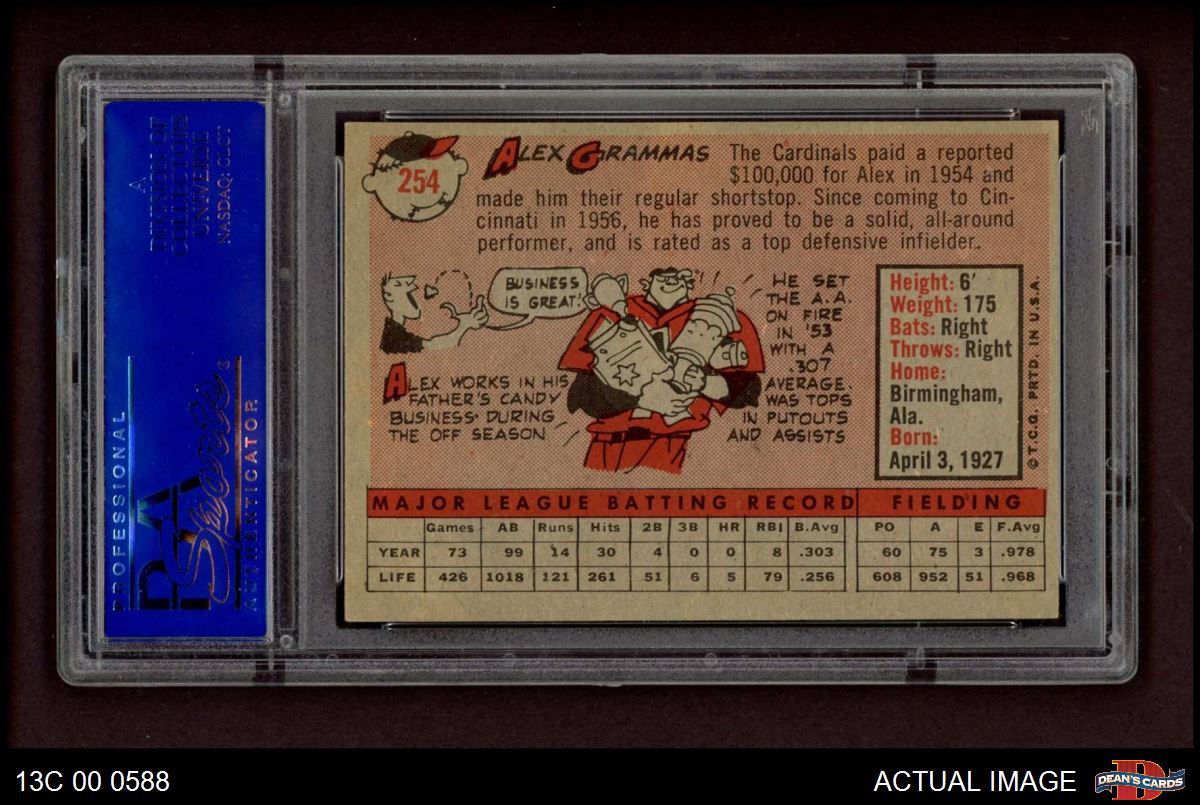 A
DIVISION OF
COLLECTORS
UNIVERSE
NASDAQ: CLCT
PROFESSIONAL
PSA
Sports
AUTHENTICATOR
254
ALEX GRAMMAS
The Cardinals paid a reported
$100,000 for Alex in 1954 and
made him their regular shortstop. Since coming to Cin-
cinnati in 1956, he has proved to be a solid, all-around
performer, and is rated as a top defensive infielder.
BUSINESS
IS GREAT!
ALEX WORKS IN HIS
FATHER'S CANDY
BUSINESS DURING
THE OFF SEASON
HE SET
THE A.A.
ON FIRE
IN '53
WITH A
.307
AVERAGE.
WAS TOPS
IN PUTOUTS
AND ASSISTS
Height: 6'
Weight: 175
Bats: Right
Throws: Right
Home:
Birmingham,
Ala.
Born:
April 3, 1927
© T.C.G. PRTD. IN U.S.A.
MAJOR LEAGUE BATTING RECORD FIELDING
Games AB Runs Hits 2B 3B HR RBI B.Avg PO A E F.Avg
YEAR 73 99 14 30 4 0 0 8 .303 60 75 3 .978
LIFE 426 1018 121 261 51 6 5 79 .256 608 952 51 .968
13C 00 0588
ACTUAL IMAGE
DEAN'S CARDS